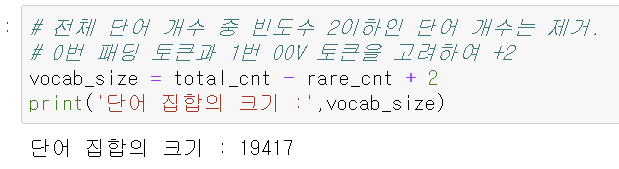 :
# 전체 단어 개수 중 빈도수 2이하인 단어 개수는 제거.
# 0번 패딩 토큰과 1번 OOV 토큰을 고려하여 +2
vocab_size = total_cnt - rare_cnt + 2
print('단어 집합의 크기 :',vocab_size)
단어 집합의 크기 : 19417